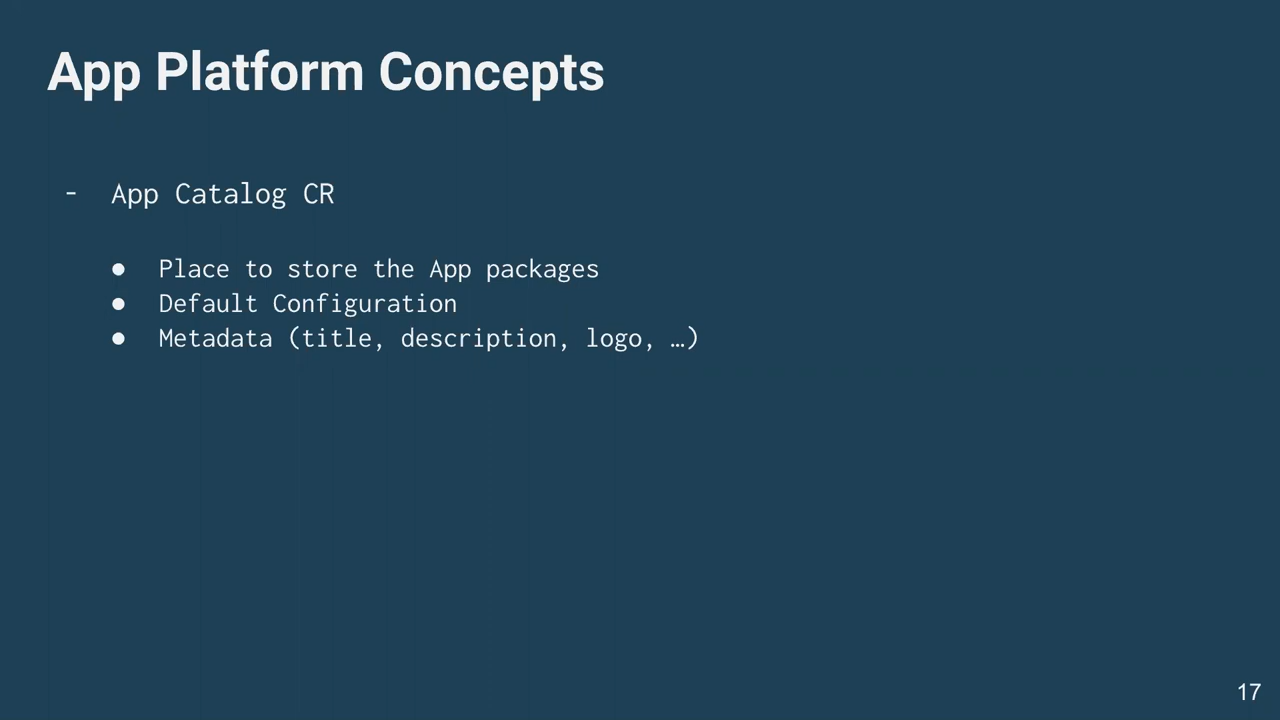 App Platform Concepts
- App Catalog CR
● Place to store the App packages
● Default Configuration
● Metadata (title, description, logo, …)
17